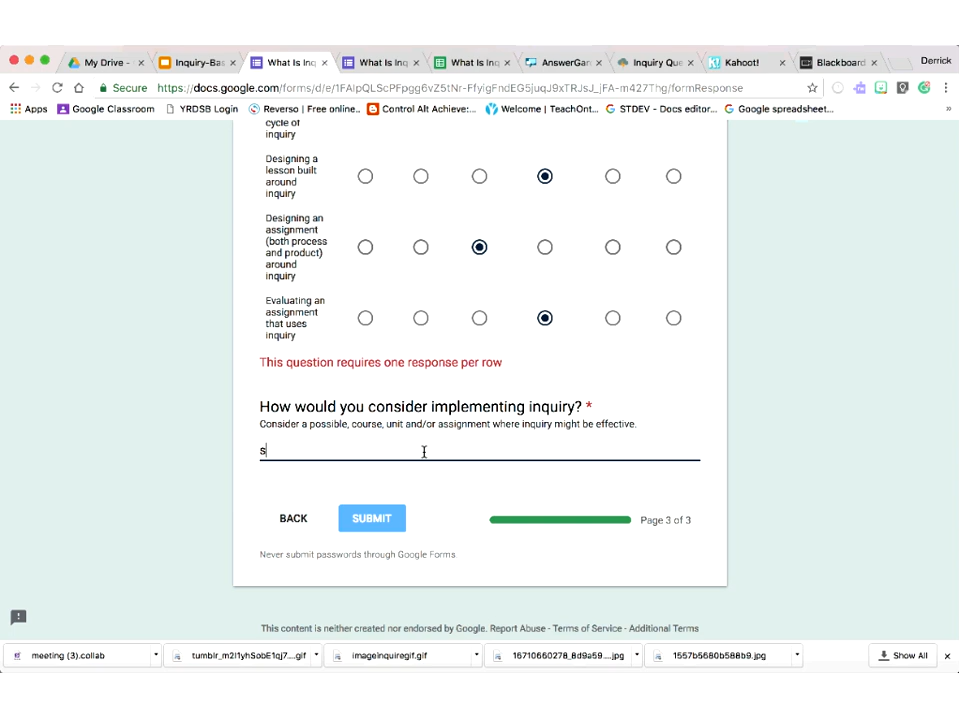 My Drive -
Inquiry-Bas
What Is Inq
What Is Inq
What Is Inq
AnswerGar
Inquiry Que
Kahoot!
Blackboard
Derrick
Secure https://docs.google.com/forms/d/e/1FAIpQLScPFpgg6vZ5tNr-FfyigFndEG5juqJ9xTRJsJ_jFA-m427Thg/formResponse
Apps
Google Classroom
YRDSB Login
Reverso | Free online..
Control Alt Achieve:...
Welcome | TeachOnt...
STDEV - Docs editor...
Google spreadsheet...
»
cycle of
inquiry
Designing a
lesson built
around
inquiry
Designing an
assignment
(both process
and product)
around
inquiry
Evaluating an
assignment
that uses
inquiry
This question requires one response per row
How would you consider implementing inquiry? *
Consider a possible, course, unit and/or assignment where inquiry might be effective.
s
BACK
SUBMIT
Page 3 of 3
Never submit passwords through Google Forms.
This content is neither created nor endorsed by Google. Report Abuse - Terms of Service - Additional Terms
meeting (3).collab
tumblr_m2l1yhSobE1qj7....gif
imageinquiregif.gif
16710660278_8d9a59....jpg
1557b5680b588b9.jpg
Show All